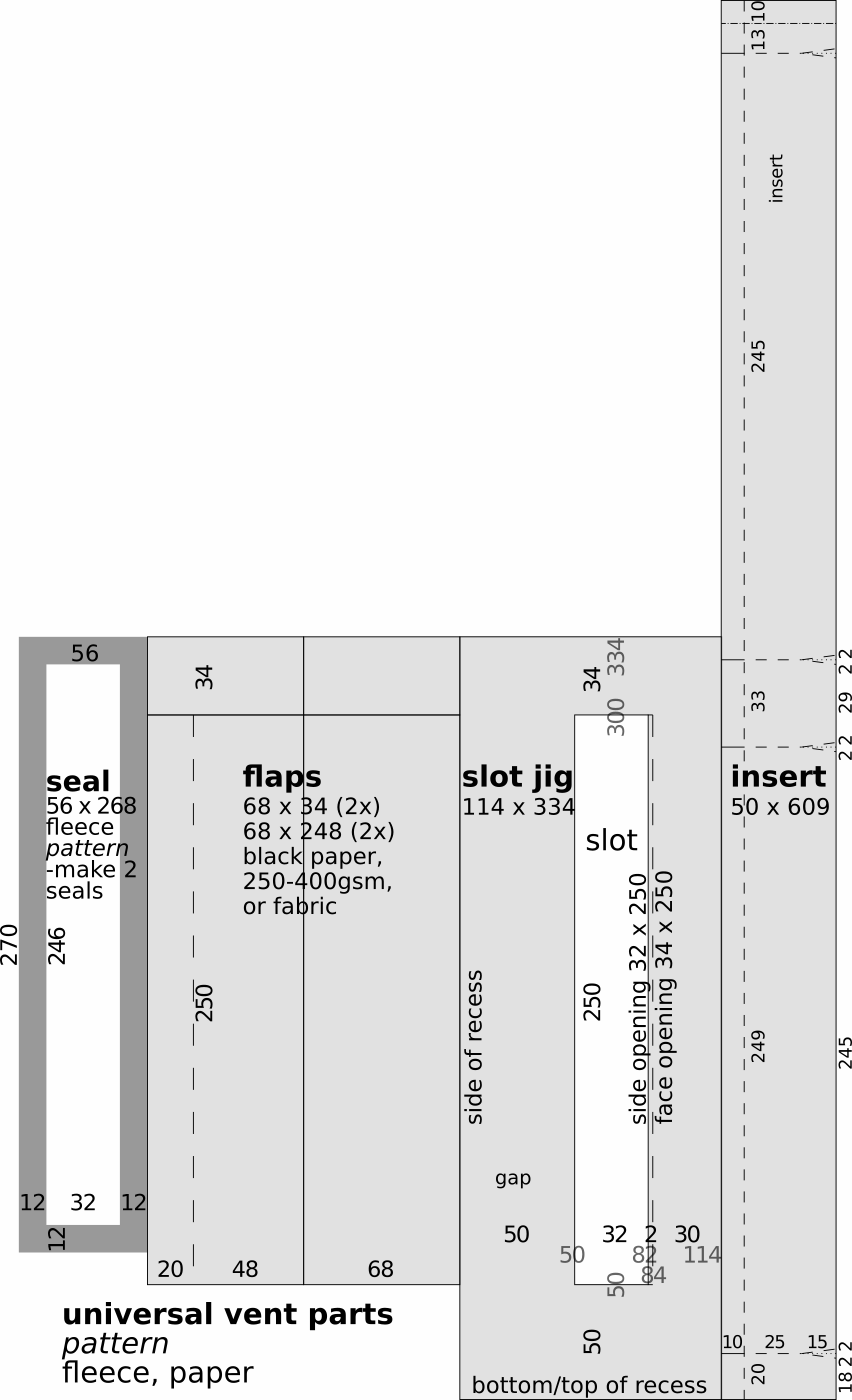 10
13
insert
245
2 2
29
33
2 2
56
34
34
334
300
seal
56 x 268
fleece
pattern
-make 2
seals
flaps
68 x 34 (2x)
68 x 248 (2x)
black paper,
250-400gsm,
or fabric
slot jig
114 x 334
slot
insert
50 x 609
270
246
250
side of recess
250
side opening 32 x 250
face opening 34 x 250
249
245
gap
12 32 12
12
20 48 68
50 32 2 30
50 82 114
84
50
50
bottom/top of recess
10 25 15
20
18 2 2
universal vent parts
pattern
fleece, paper